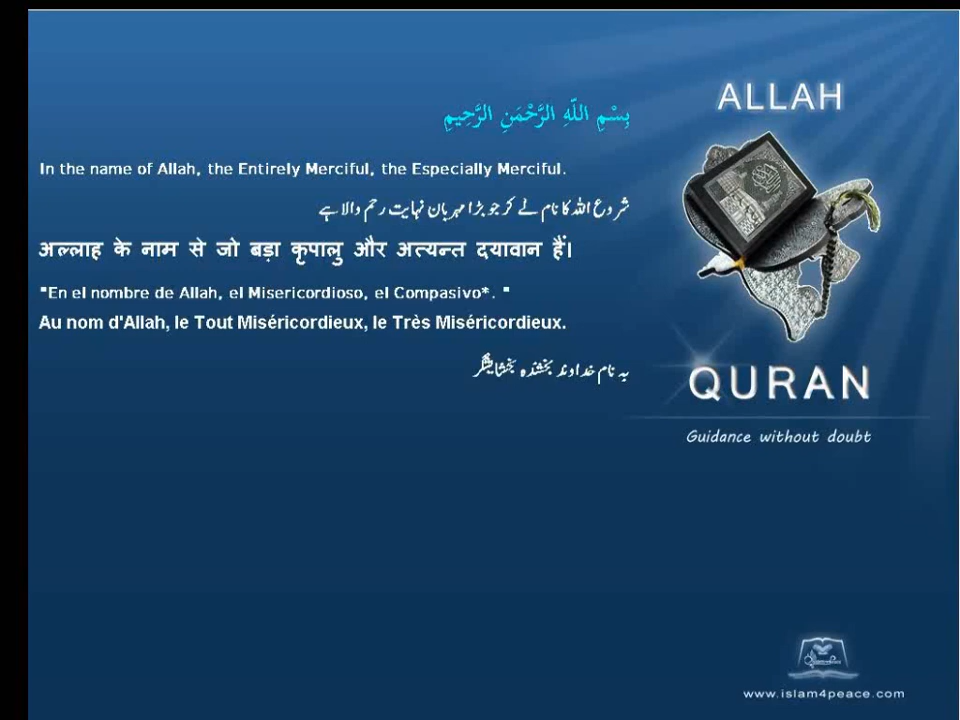 بِسْمِ اللَّهِ الرَّحْمَنِ الرَّحِيمِ
In the name of Allah, the Entirely Merciful, the Especially Merciful.
شروع الله کا نام لے کر جو بڑا مہربان نہایت رحم والا ہے
अल्लाह के नाम से जो बड़ा कृपालु और अत्यन्त दयावान हैं।
"En el nombre de Allah, el Misericordioso, el Compasivo*. "
Au nom d'Allah, le Tout Miséricordieux, le Très Miséricordieux.
به نام خداوند بخشنده بخشایشگر
ALLAH
QURAN
Guidance without doubt
www.islam4peace.com